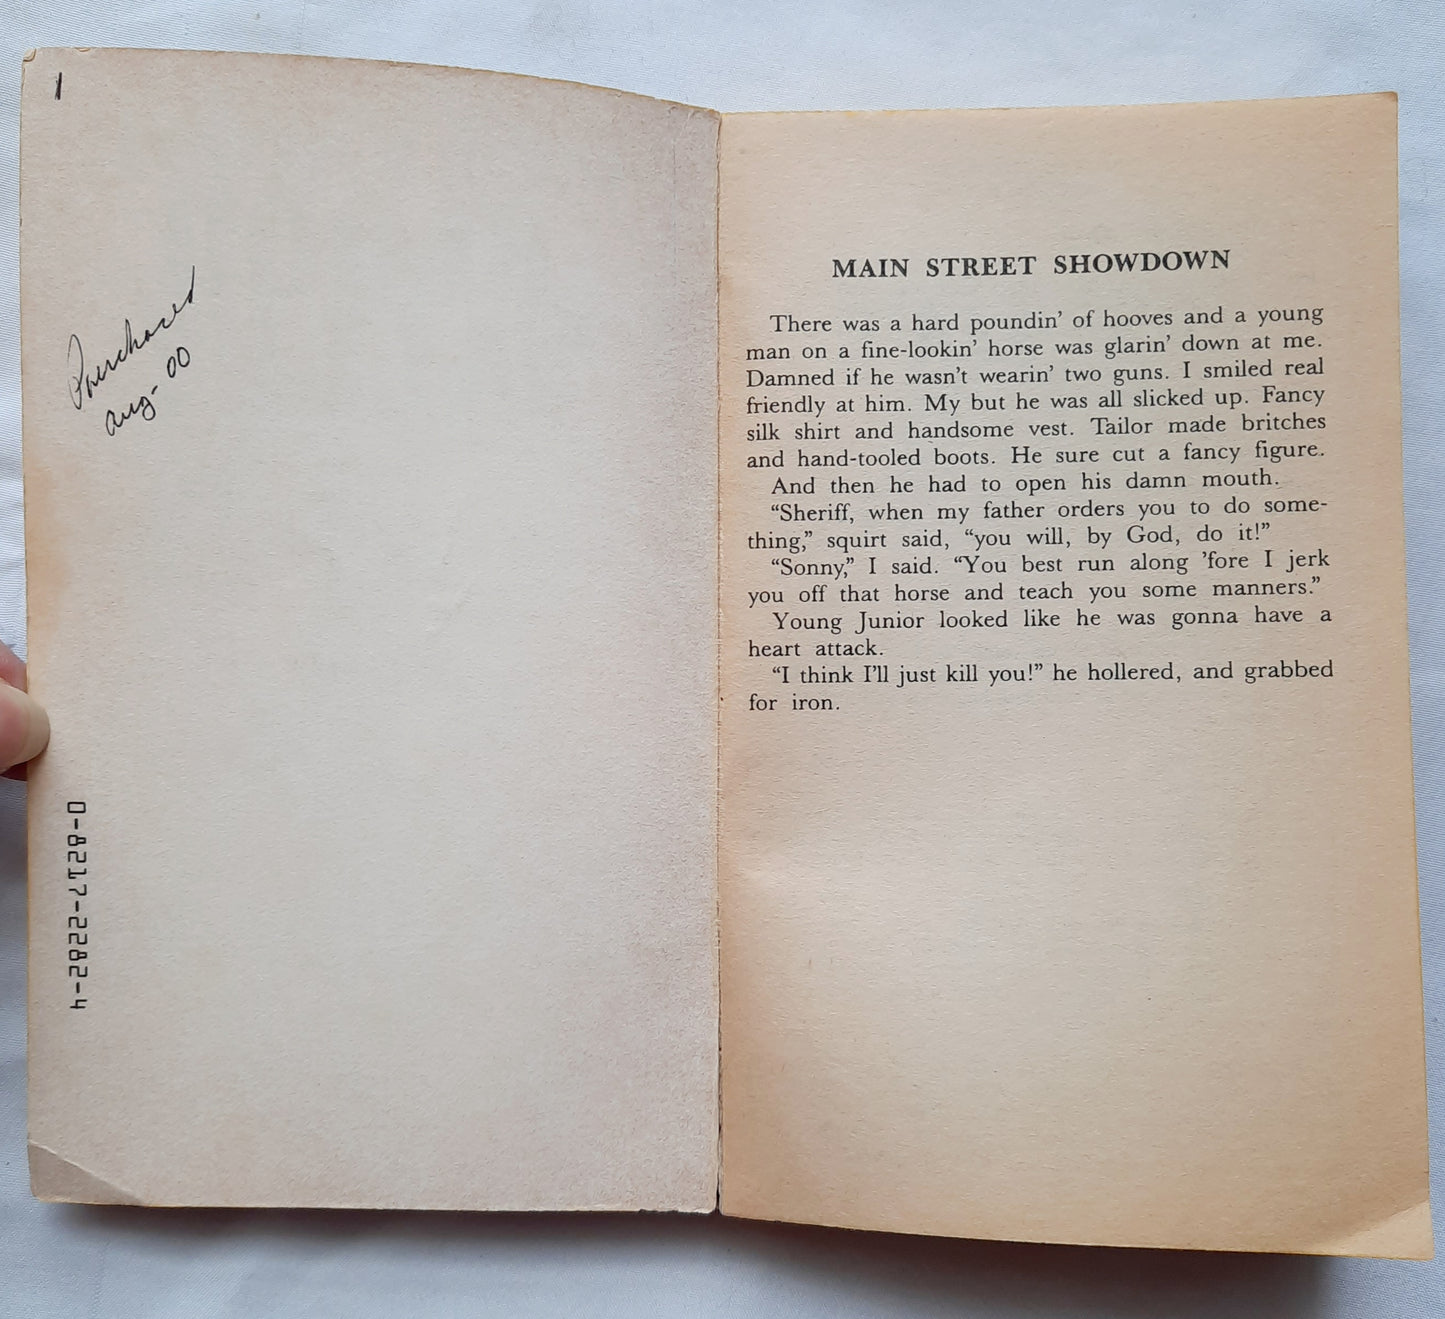 1
Purchased
Aug- 00
0-8217-2282-4
MAIN STREET SHOWDOWN
There was a hard poundin’ of hooves and a young
man on a fine-lookin’ horse was glarin’ down at me.
Damned if he wasn’t wearin’ two guns. I smiled real
friendly at him. My but he was all slicked up. Fancy
silk shirt and handsome vest. Tailor made britches
and hand-tooled boots. He sure cut a fancy figure.
And then he had to open his damn mouth.
“Sheriff, when my father orders you to do some-
thing,” squirt said, “you will, by God, do it!”
“Sonny,” I said. “You best run along ’fore I jerk
you off that horse and teach you some manners.”
Young Junior looked like he was gonna have a
heart attack.
“I think I’ll just kill you!” he hollered, and grabbed
for iron.